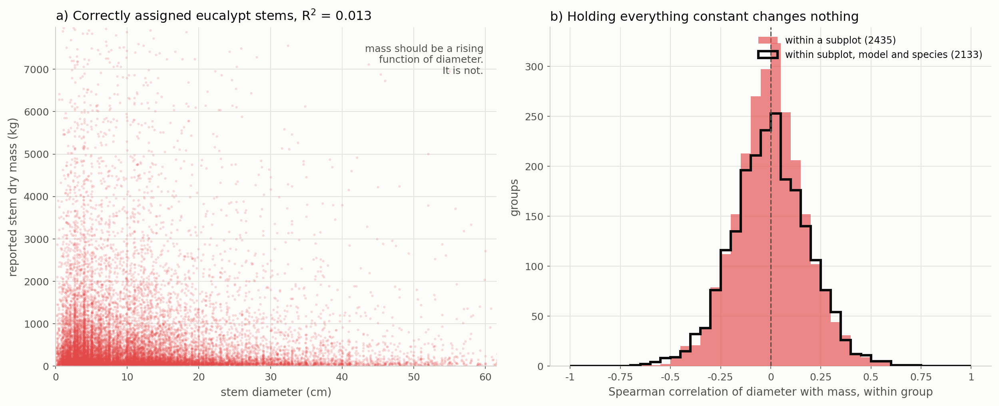 a) Correctly assigned eucalypt stems, R² = 0.013
mass should be a rising
function of diameter.
It is not.
reported stem dry mass (kg)
7000
6000
5000
4000
3000
2000
1000
0
0 10 20 30 40 50 60
stem diameter (cm)
b) Holding everything constant changes nothing
within a subplot (2435)
within subplot, model and species (2133)
groups
300
250
200
150
100
50
0
-1 -0.75 -0.5 -0.25 0 0.25 0.5 0.75 1
Spearman correlation of diameter with mass, within group